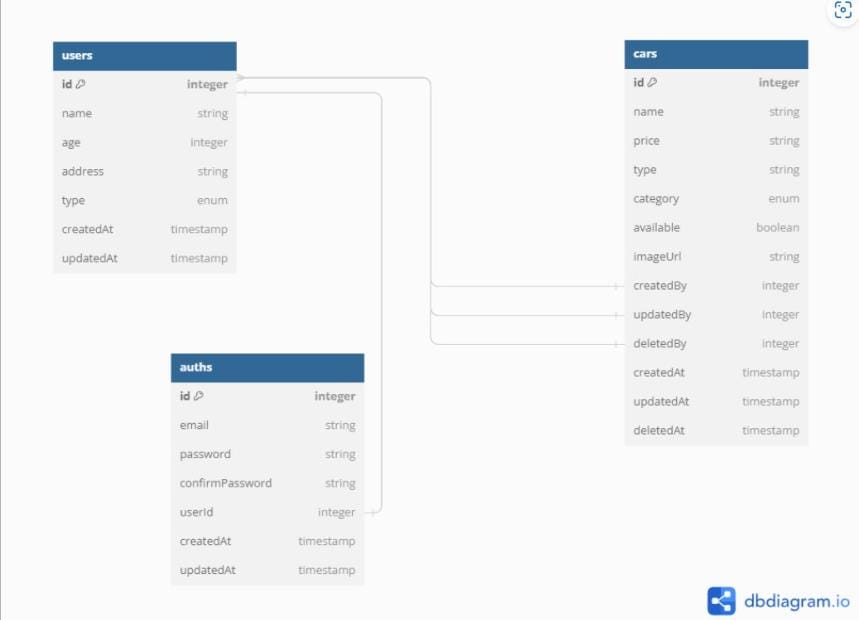 users
id integer
name string
age integer
address string
type enum
createdAt timestamp
updatedAt timestamp
auths
id integer
email string
password string
confirmPassword string
userId integer
createdAt timestamp
updatedAt timestamp
cars
id integer
name string
price string
type string
category enum
available boolean
imageUrl string
createdBy integer
updatedBy integer
deletedBy integer
createdAt timestamp
updatedAt timestamp
deletedAt timestamp
dbdiagram.io